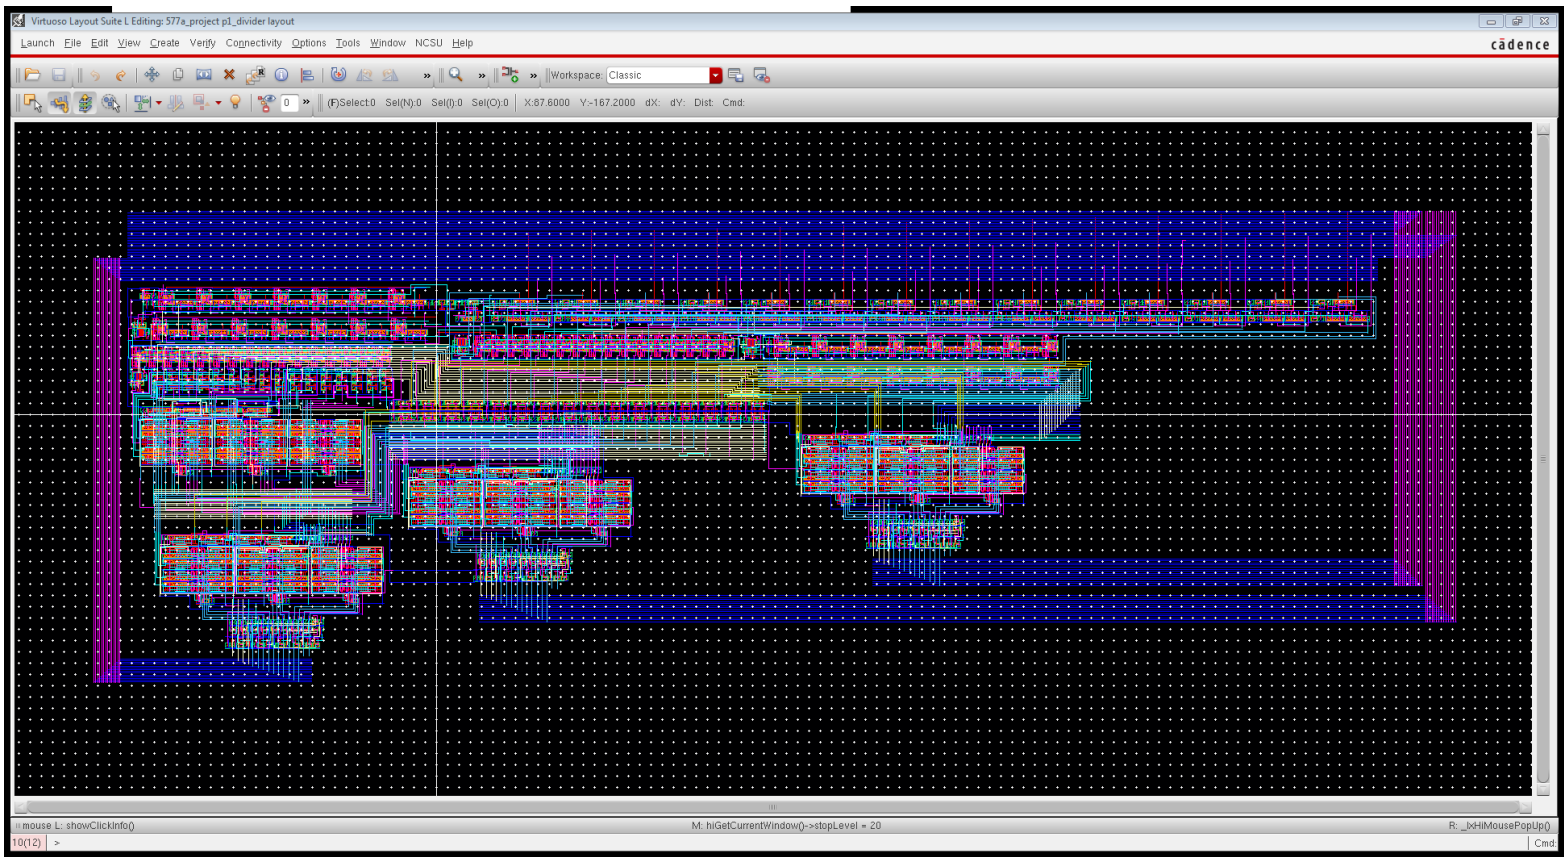 Virtuoso Layout Suite L Editing: 577a_project p1_divider layout
Launch File Edit View Create Verify Connectivity Options Tools Window NCSU Help
cādence
» » » Workspace: Classic
0 » (F)Select:0 Sel(N):0 Sel(I):0 Sel(O):0 X:87.6000 Y:-167.2000 dX: dY: Dist: Cmd:
mouse L: showClickInfo() M: hiGetCurrentWindow()->stopLevel = 20 R: _lxHiMousePopUp()
10(12) > Cmd: